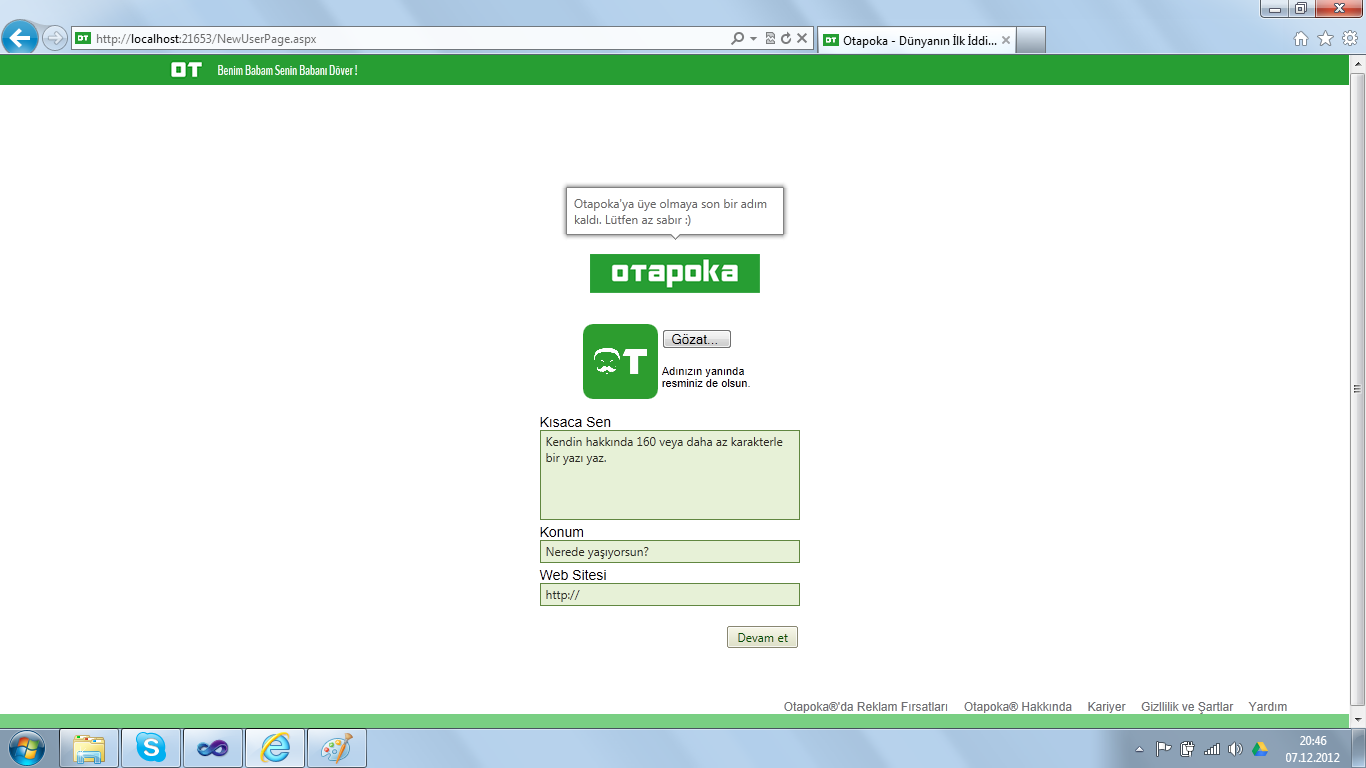 http://localhost:21653/NewUserPage.aspx
OT Otapoka - Dünyanın İlk İddi...
OT Benim Babam Senin Babanı Döver !
Otapoka'ya üye olmaya son bir adım
kaldı. Lütfen az sabır :)
OTAPOKA
OT
Gözat...
Adınızın yanında
resminiz de olsun.
Kısaca Sen
Kendin hakkında 160 veya daha az karakterle
bir yazı yaz.
Konum
Nerede yaşıyorsun?
Web Sitesi
http://
Devam et
Otapoka®'da Reklam Fırsatları Otapoka® Hakkında Kariyer Gizllilik ve Şartlar Yardım
20:46
07.12.2012